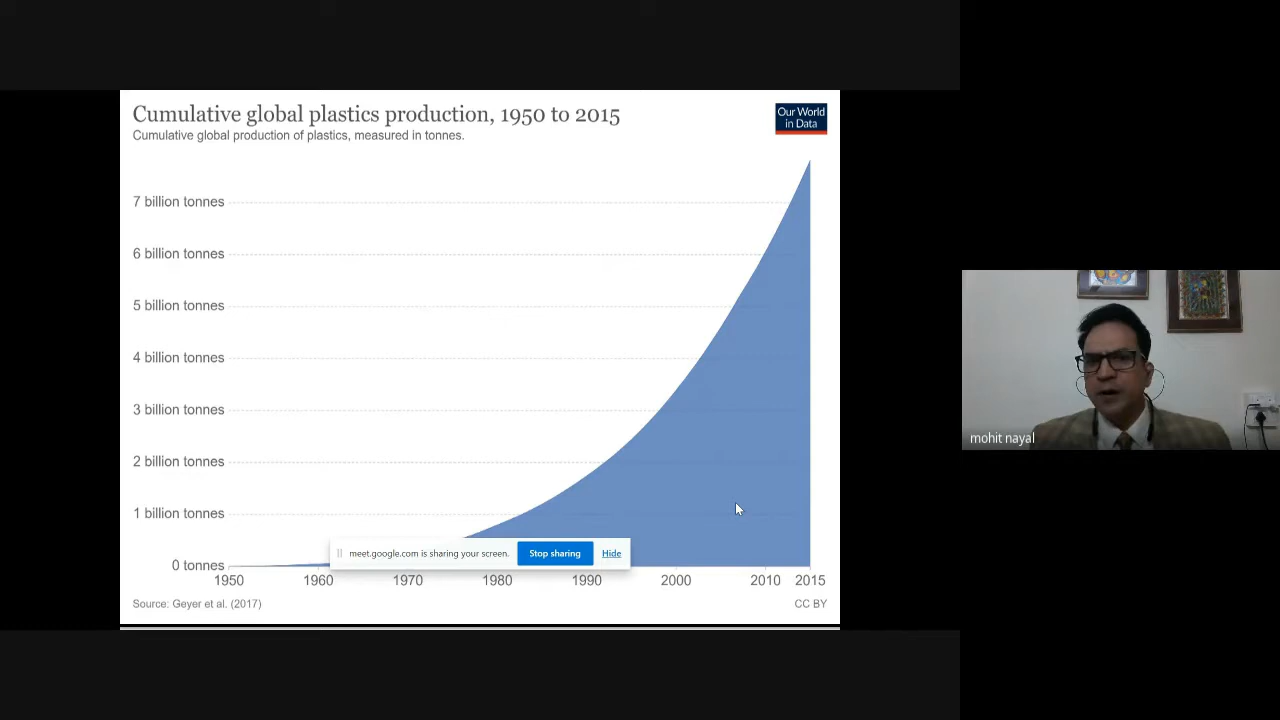 Cumulative global plastics production, 1950 to 2015
Cumulative global production of plastics, measured in tonnes.
Our World
in Data
7 billion tonnes
6 billion tonnes
5 billion tonnes
4 billion tonnes
3 billion tonnes
2 billion tonnes
1 billion tonnes
0 tonnes
meet.google.com is sharing your screen. Stop sharing Hide
1950 1960 1970 1980 1990 2000 2010 2015
Source: Geyer et al. (2017) CC BY
mohit nayal